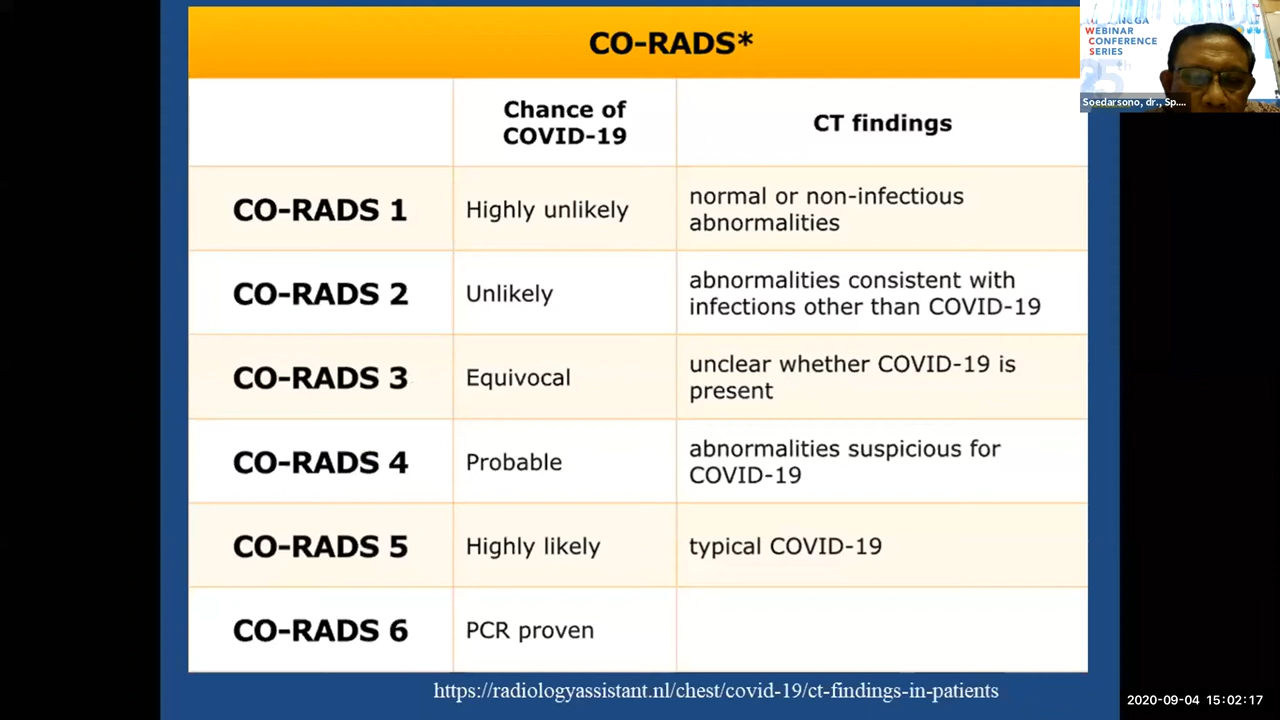 CO-RADS*
Chance of
COVID-19
CT findings
CO-RADS 1
Highly unlikely
normal or non-infectious
abnormalities
CO-RADS 2
Unlikely
abnormalities consistent with
infections other than COVID-19
CO-RADS 3
Equivocal
unclear whether COVID-19 is
present
CO-RADS 4
Probable
abnormalities suspicious for
COVID-19
CO-RADS 5
Highly likely
typical COVID-19
CO-RADS 6
PCR proven
https://radiologyassistant.nl/chest/covid-19/ct-findings-in-patients
WEBINAR
CONFERENCE
SERIES
Soedarsono, dr., Sp....
2020-09-04 15:02:17